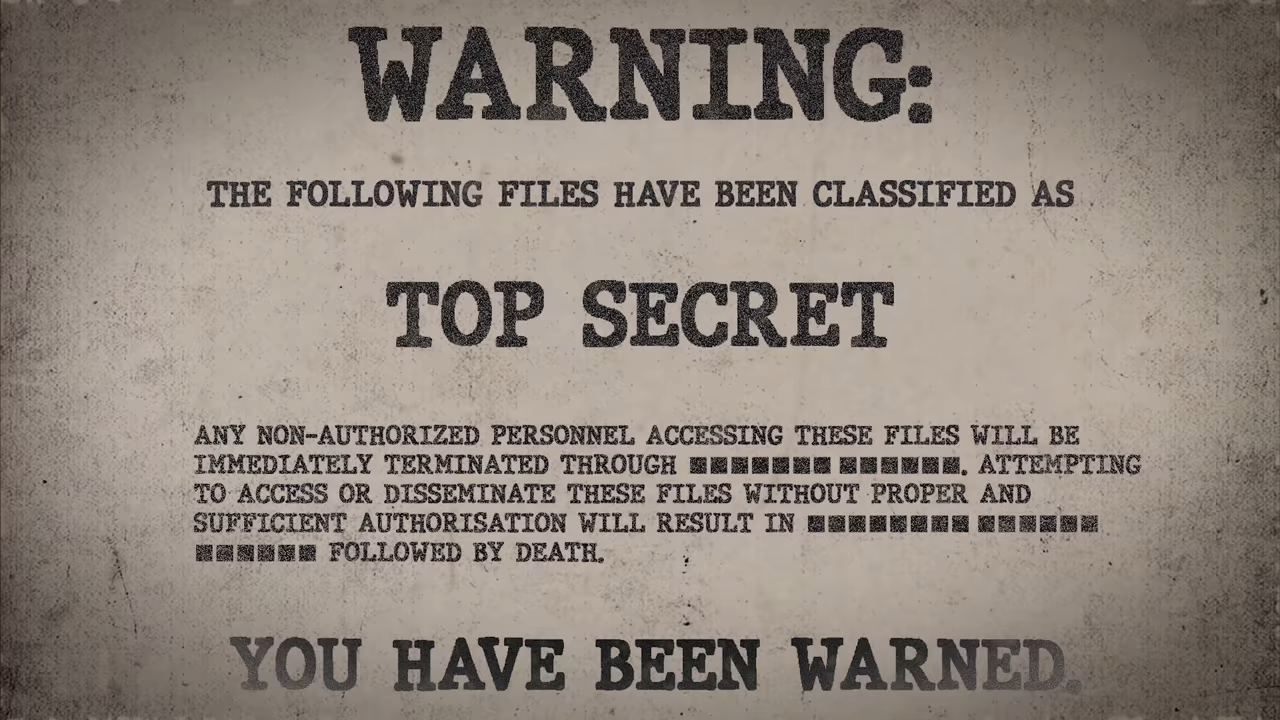 WARNING:
THE FOLLOWING FILES HAVE BEEN CLASSIFIED AS
TOP SECRET
ANY NON-AUTHORIZED PERSONNEL ACCESSING THESE FILES WILL BE
IMMEDIATELY TERMINATED THROUGH ■■■■■■■ ■■■■■■. ATTEMPTING
TO ACCESS OR DISSEMINATE THESE FILES WITHOUT PROPER AND
SUFFICIENT AUTHORISATION WILL RESULT IN ■■■■■■■■ ■■■■■■
■■■■■■ FOLLOWED BY DEATH.
YOU HAVE BEEN WARNED.